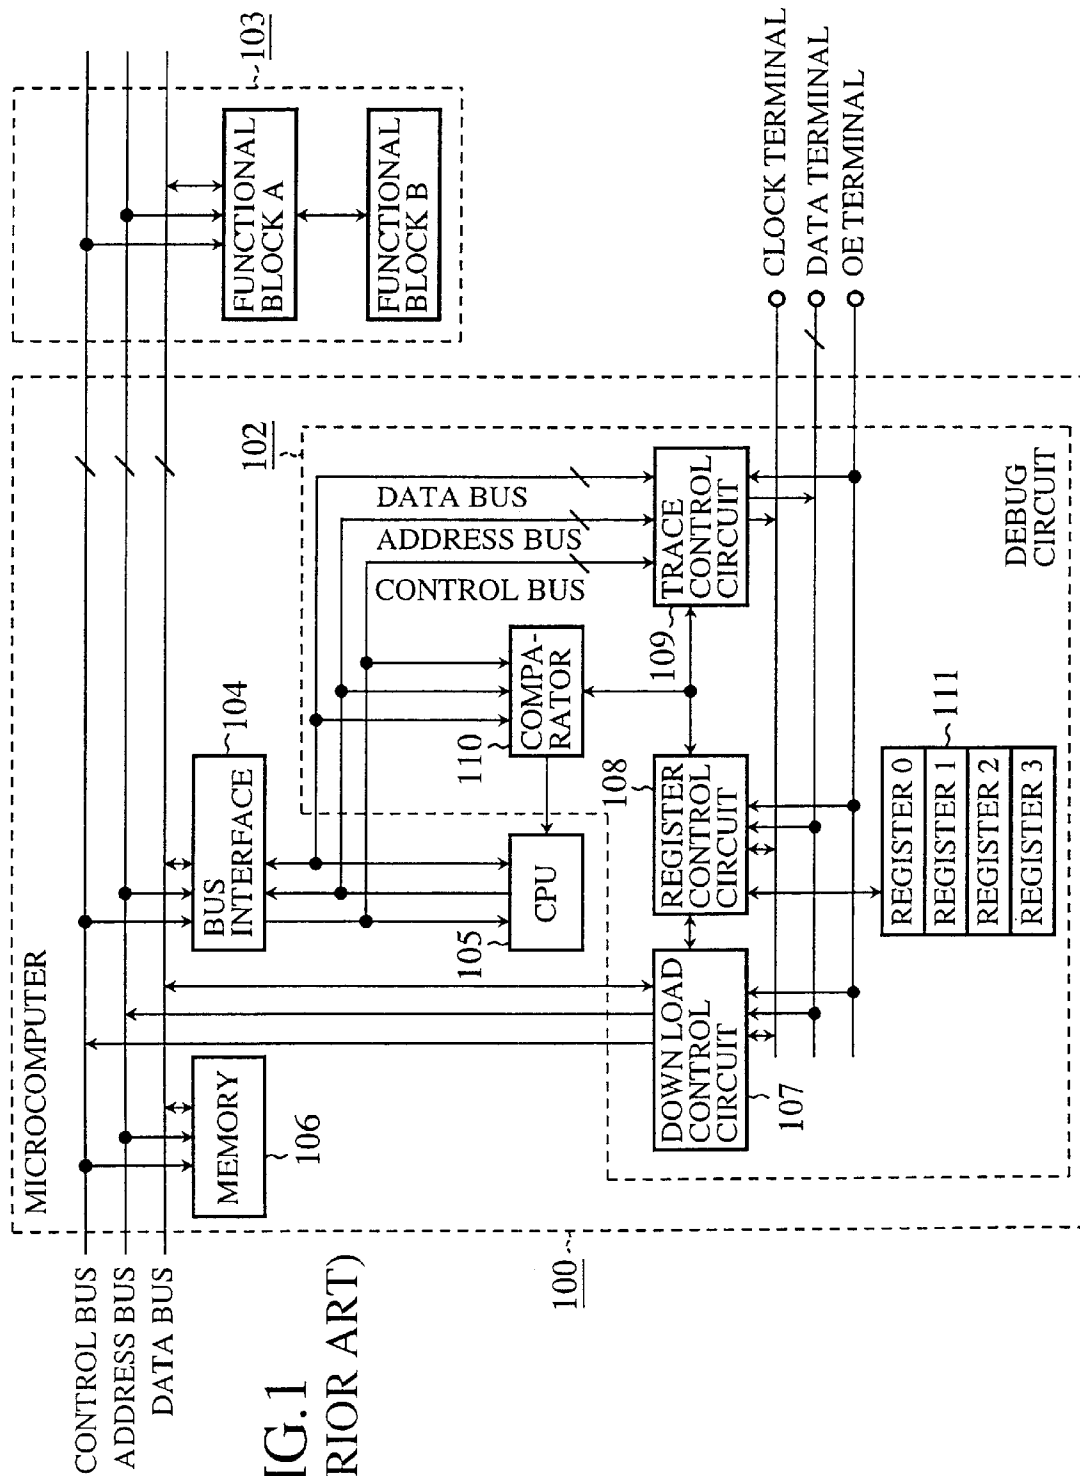 CONTROL BUS
ADDRESS BUS
DATA BUS
MICROCOMPUTER
MEMORY
106
BUS
INTERFACE
104
CPU
105
COMPA-
RATOR
110
DATA BUS
ADDRESS BUS
CONTROL BUS
102
103
FUNCTIONAL
BLOCK A
FUNCTIONAL
BLOCK B
DOWN LOAD
CONTROL
CIRCUIT
107
REGISTER
CONTROL
CIRCUIT
108
TRACE
CONTROL
CIRCUIT
109
REGISTER 0
REGISTER 1
REGISTER 2
REGISTER 3
111
DEBUG
CIRCUIT
CLOCK TERMINAL
DATA TERMINAL
OE TERMINAL
100
IG.1
RIOR ART)